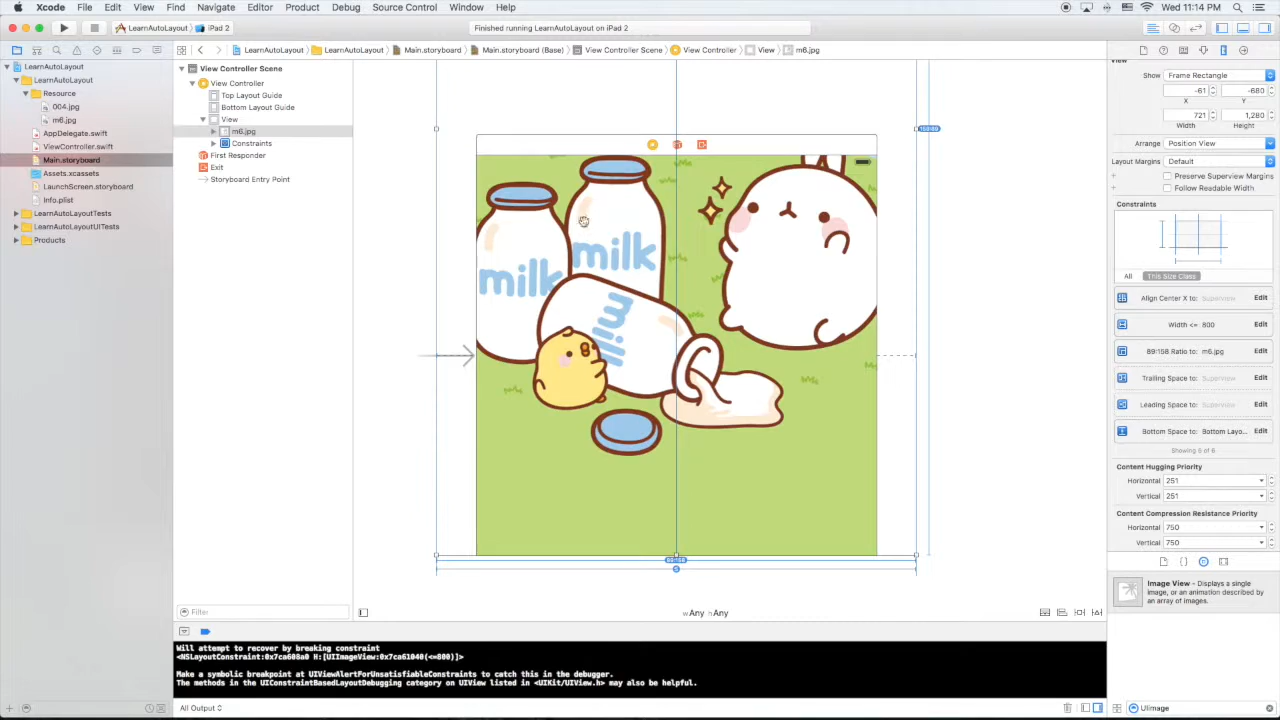 Xcode File Edit View Find Navigate Editor Product Debug Source Control Window Help Wed 11:14 PM
LearnAutoLayout iPad 2 Finished running LearnAutoLayout on iPad 2
LearnAutoLayout LearnAutoLayout Main.storyboard Main.storyboard (Base) View Controller Scene View Controller View m6.jpg
LearnAutoLayout
LearnAutoLayout
Resource
004.jpg
m6.jpg
AppDelegate.swift
ViewController.swift
Main.storyboard
Assets.xcassets
LaunchScreen.storyboard
Info.plist
LearnAutoLayoutTests
LearnAutoLayoutUITests
Products
View Controller Scene
View Controller
Top Layout Guide
Bottom Layout Guide
View
m6.jpg
Constraints
First Responder
Exit
Storyboard Entry Point
Filter
milk
milk
milk
wAny hAny
View
Show Frame Rectangle
-61 -680
X Y
721 1,280
Width Height
Arrange Position View
Layout Margins Default
Preserve Superview Margins
Follow Readable Width
Constraints
All This Size Class
Align Center X to: Superview Edit
Width <= 800 Edit
89:158 Ratio to: m6.jpg Edit
Trailing Space to: Superview Edit
Leading Space to: Superview Edit
Bottom Space to: Bottom Layo... Edit
Showing 6 of 6
Content Hugging Priority
Horizontal 251
Vertical 251
Content Compression Resistance Priority
Horizontal 750
Vertical 750
Image View - Displays a single
image, or an animation described by
an array of images.
Will attempt to recover by breaking constraint
<NSLayoutConstraint:0x7ca608a0 H:[UIImageView:0x7ca61040(<=800)]>
Make a symbolic breakpoint at UIViewAlertForUnsatisfiableConstraints to catch this in the debugger.
The methods in the UIConstraintBasedLayoutDebugging category on UIView listed in <UIKit/UIView.h> may also be helpful.
All Output
UIimage